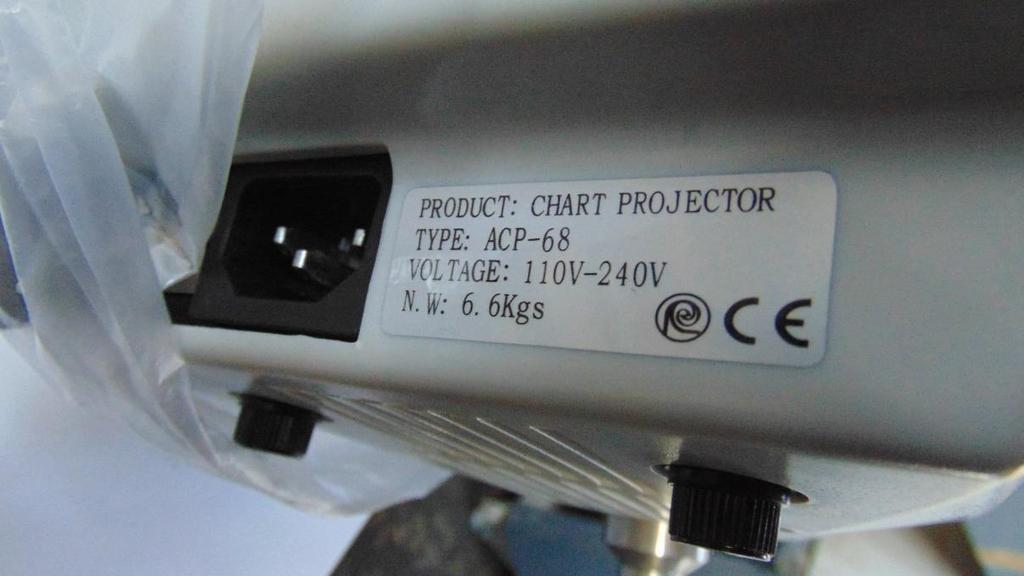 PRODUCT: CHART PROJECTOR
TYPE: ACP-68
VOLTAGE: 110V-240V
N.W: 6.6Kgs
CE